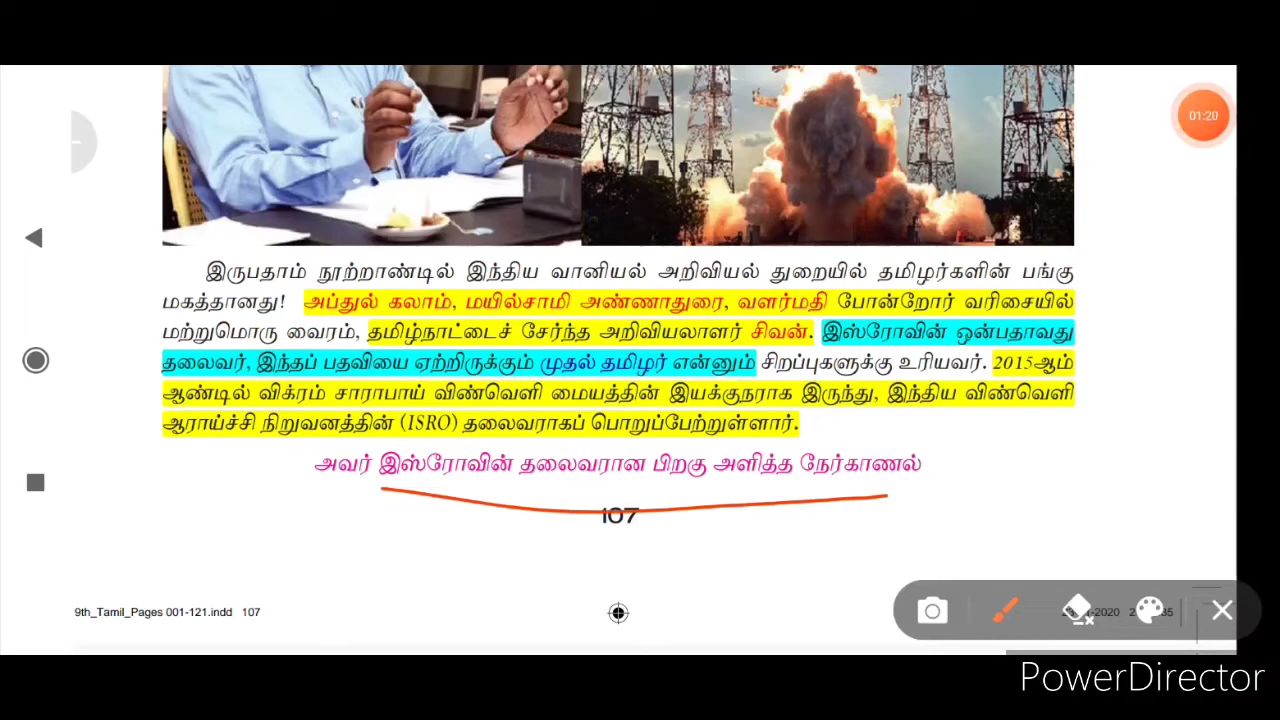 01:20
இருபதாம் நூற்றாண்டில் இந்திய வானியல் அறிவியல் துறையில் தமிழர்களின் பங்கு
மகத்தானது! அப்துல் கலாம், மயில்சாமி அண்ணாதுரை, வளர்மதி போன்றோர் வரிசையில்
மற்றுமொரு வைரம், தமிழ்நாட்டைச் சேர்ந்த அறிவியலாளர் சிவன். இஸ்ரோவின் ஒன்பதாவது
தலைவர், இந்தப் பதவியை ஏற்றிருக்கும் முதல் தமிழர் என்னும் சிறப்புகளுக்கு உரியவர். 2015ஆம்
ஆண்டில் விக்ரம் சாராபாய் விண்வெளி மையத்தின் இயக்குநராக இருந்து, இந்திய விண்வெளி
ஆராய்ச்சி நிறுவனத்தின் (ISRO) தலைவராகப் பொறுப்பேற்றுள்ளார்.
அவர் இஸ்ரோவின் தலைவரான பிறகு அளித்த நேர்காணல்
107
9th_Tamil_Pages 001-121.indd 107
PowerDirector